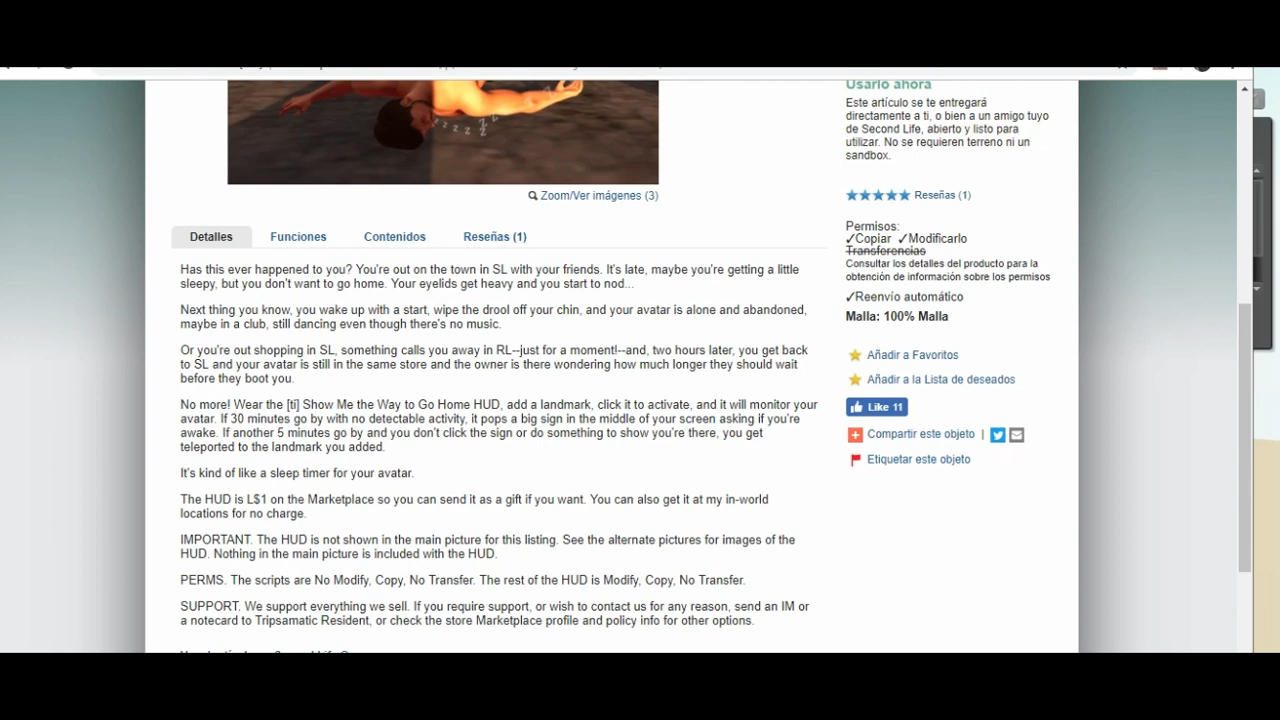 z z z z
Zoom/Ver imágenes (3)
Detalles
Funciones
Contenidos
Reseñas (1)
Has this ever happened to you? You're out on the town in SL with your friends. It's late, maybe you're getting a little
sleepy, but you don't want to go home. Your eyelids get heavy and you start to nod...
Next thing you know, you wake up with a start, wipe the drool off your chin, and your avatar is alone and abandoned,
maybe in a club, still dancing even though there's no music.
Or you're out shopping in SL, something calls you away in RL--just for a moment!--and, two hours later, you get back
to SL and your avatar is still in the same store and the owner is there wondering how much longer they should wait
before they boot you.
No more! Wear the [ti] Show Me the Way to Go Home HUD, add a landmark, click it to activate, and it will monitor your
avatar. If 30 minutes go by with no detectable activity, it pops a big sign in the middle of your screen asking if you're
awake. If another 5 minutes go by and you don't click the sign or do something to show you're there, you get
teleported to the landmark you added.
It's kind of like a sleep timer for your avatar.
The HUD is L$1 on the Marketplace so you can send it as a gift if you want. You can also get it at my in-world
locations for no charge.
IMPORTANT. The HUD is not shown in the main picture for this listing. See the alternate pictures for images of the
HUD. Nothing in the main picture is included with the HUD.
PERMS. The scripts are No Modify, Copy, No Transfer. The rest of the HUD is Modify, Copy, No Transfer.
SUPPORT. We support everything we sell. If you require support, or wish to contact us for any reason, send an IM or
a notecard to Tripsamatic Resident, or check the store Marketplace profile and policy info for other options.
Usarlo ahora
Este artículo se te entregará
directamente a ti, o bien a un amigo tuyo
de Second Life, abierto y listo para
utilizar. No se requieren terreno ni un
sandbox.
Reseñas (1)
Permisos:
✓Copiar ✓Modificarlo
Transferencias
Consultar los detalles del producto para la
obtención de información sobre los permisos
✓Reenvío automático
Malla: 100% Malla
Añadir a Favoritos
Añadir a la Lista de deseados
Like 11
Compartir este objeto |
Etiquetar este objeto